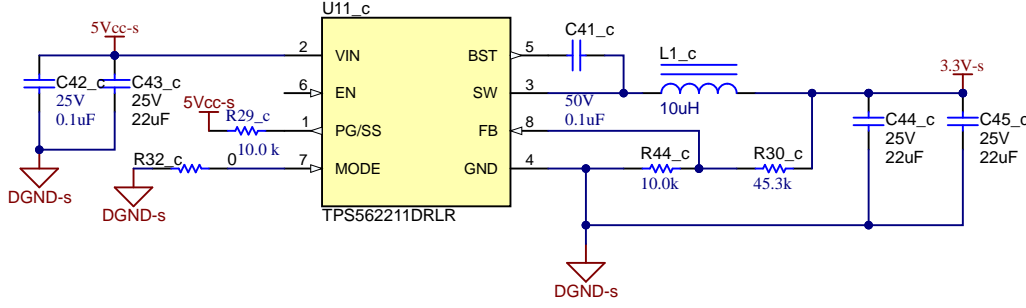 U11_c
5Vcc-s
C42_c
25V
0.1uF
C43_c
25V
22uF
DGND-s
5Vcc-s
R29_c
10.0 k
R32_c
0
DGND-s
2
VIN
6
EN
1
PG/SS
7
MODE
BST
5
SW
3
FB
8
GND
4
TPS562211DRLR
C41_c
50V
0.1uF
L1_c
10uH
R44_c
10.0k
R30_c
45.3k
3.3V-s
C44_c
25V
22uF
C45_c
25V
22uF
DGND-s